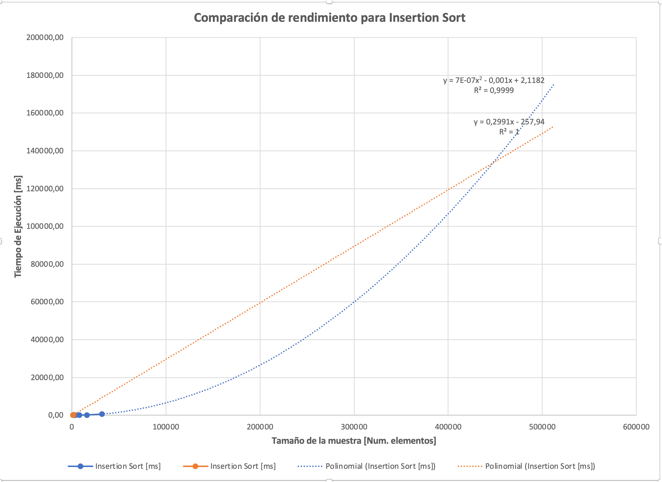 Comparación de rendimiento para Insertion Sort
200000,00
180000,00
160000,00
140000,00
120000,00
100000,00
80000,00
60000,00
40000,00
20000,00
0,00
Tiempo de Ejecución [ms]
y = 7E-07x² - 0,001x + 2,1182
R² = 0,9999
y = 0,2991x - 257,94
R² = 1
0 100000 200000 300000 400000 500000 600000
Tamaño de la muestra [Num. elementos]
Insertion Sort [ms] Insertion Sort [ms] Polinomial (Insertion Sort [ms]) Polinomial (Insertion Sort [ms])